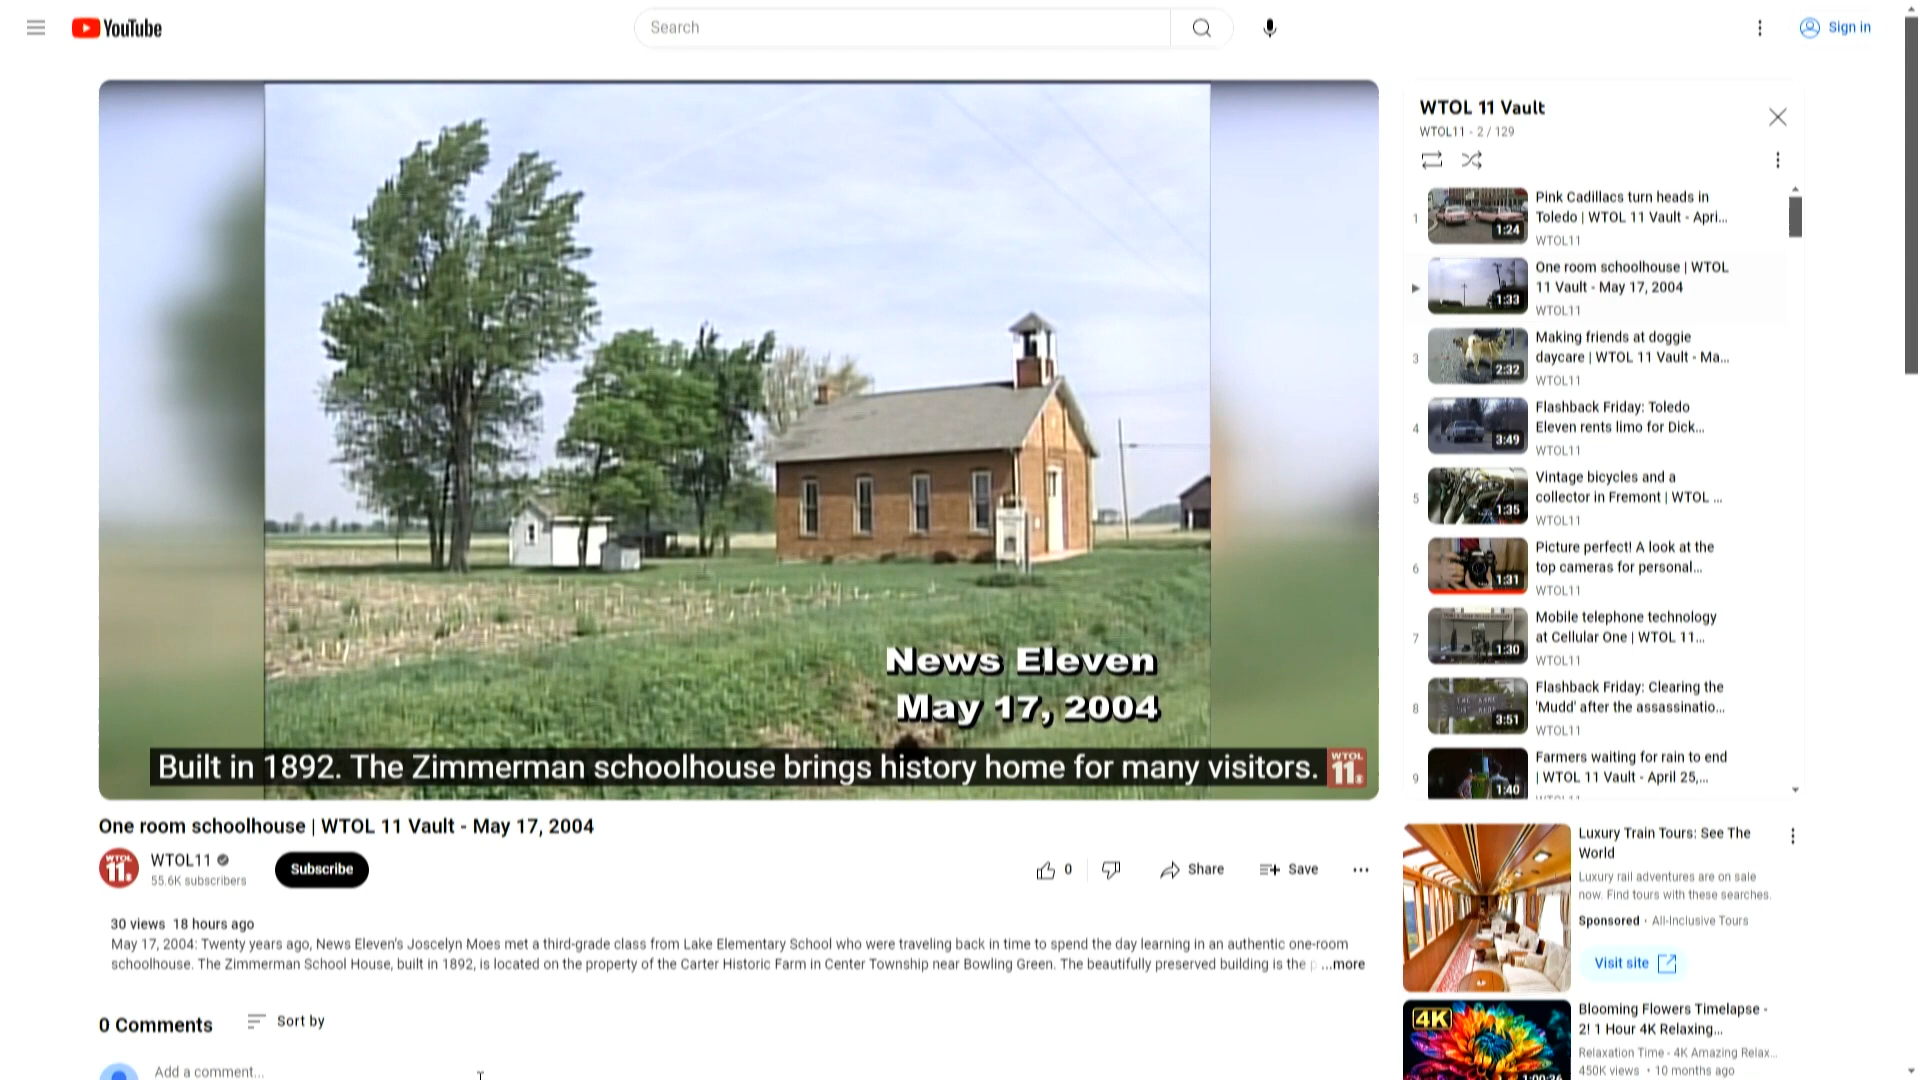 YouTube
Search
Sign in
News Eleven
May 17, 2004
Built in 1892. The Zimmerman schoolhouse brings history home for many visitors.
WTOL
11
One room schoolhouse | WTOL 11 Vault - May 17, 2004
WTOL
11
WTOL11
55.6K subscribers
Subscribe
0
Share
Save
30 views 18 hours ago
May 17, 2004: Twenty years ago, News Eleven's Joscelyn Moes met a third-grade class from Lake Elementary School who were traveling back in time to spend the day learning in an authentic one-room
schoolhouse. The Zimmerman School House, built in 1892, is located on the property of the Carter Historic Farm in Center Township near Bowling Green. The beautifully preserved building is the p ...more
0 Comments
Sort by
Add a comment...
WTOL 11 Vault
WTOL11 - 2 / 129
1
1:24
Pink Cadillacs turn heads in
Toledo | WTOL 11 Vault - Apri...
WTOL11
1:33
One room schoolhouse | WTOL
11 Vault - May 17, 2004
WTOL11
3
2:32
Making friends at doggie
daycare | WTOL 11 Vault - Ma...
WTOL11
4
3:49
Flashback Friday: Toledo
Eleven rents limo for Dick...
WTOL11
5
1:35
Vintage bicycles and a
collector in Fremont | WTOL ...
WTOL11
6
1:31
Picture perfect! A look at the
top cameras for personal...
WTOL11
7
1:30
Mobile telephone technology
at Cellular One | WTOL 11...
WTOL11
8
3:51
Flashback Friday: Clearing the
'Mudd' after the assassinatio...
WTOL11
9
1:40
Farmers waiting for rain to end
| WTOL 11 Vault - April 25,...
WTOL11
Luxury Train Tours: See The
World
Luxury rail adventures are on sale
now. Find tours with these searches.
Sponsored · All-Inclusive Tours
Visit site
4K
1:00:26
Blooming Flowers Timelapse -
2! 1 Hour 4K Relaxing...
Relaxation Time - 4K Amazing Relax...
450K views • 10 months ago